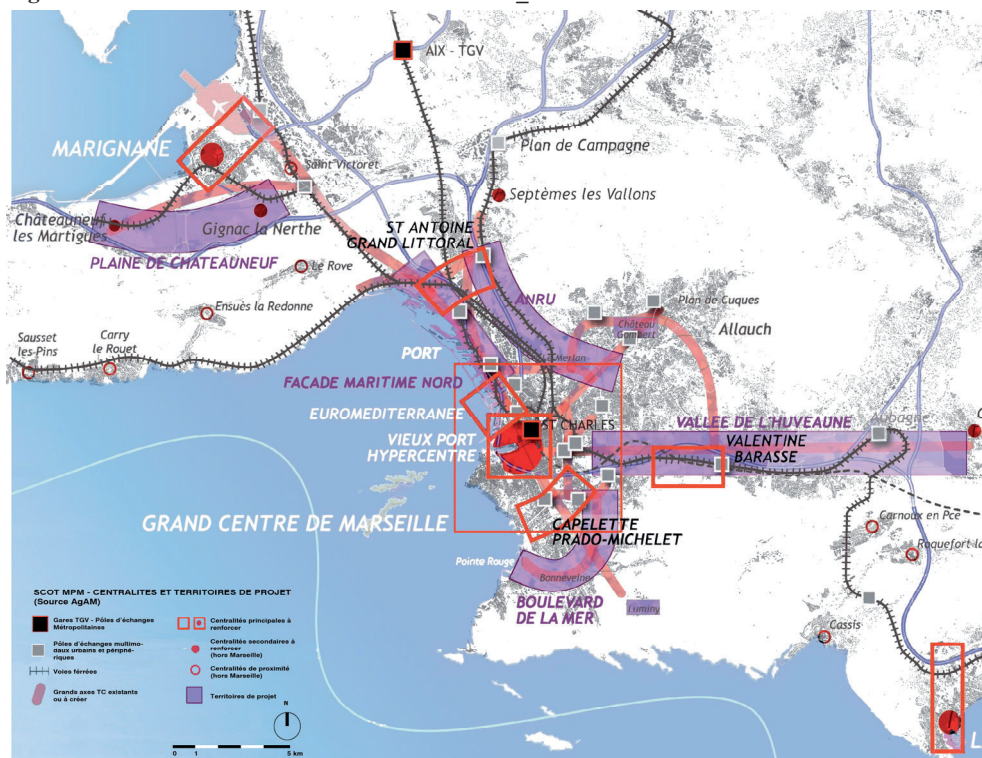 AIX - TGV
MARIGNANE
Saint Victoret
Plan de Campagne
Septèmes les Vallons
Châteauneuf
les Martigues
Gignac la Nerthe
ST ANTOINE
GRAND LITTORAL
PLAINE DE CHATEAUNEUF
Le Rove
ANRU
Plan de Cuques
Ensuès la Redonne
Château
Gombert
Allauch
Sausset
les-Pins
Carry
le Rouet
PORT
Le Merlan
FACADE MARITIME NORD
EUROMEDITERRANEE
ST CHARLES
VALLEE DE L'HUVEAUNE
Aubagne
VIEUX PORT
HYPERCENTRE
VALENTINE
BARASSE
GRAND CENTRE DE MARSEILLE
CAPELETTE
PRADO-MICHELET
Carnoux en Pce
Roquefort la
Pointe Rouge
Bonneveine
BOULEVARD
DE LA MER
Luminy
Cassis
L
SCOT MPM - CENTRALITES ET TERRITOIRES DE PROJET
(Source AgAM)
Gares TGV - Pôles d'échanges
Métropolitains
Pôles d'échanges multimo-
daux urbains et périphé-
riques
Voies férrées
Grands axes TC existants
ou à créer
Centralités principales à
renforcer
Centralités secondaires à
renforcer
(hors Marseille)
Centralités de proximité
(hors Marseille)
Territoires de projet
N
0 1 5 km